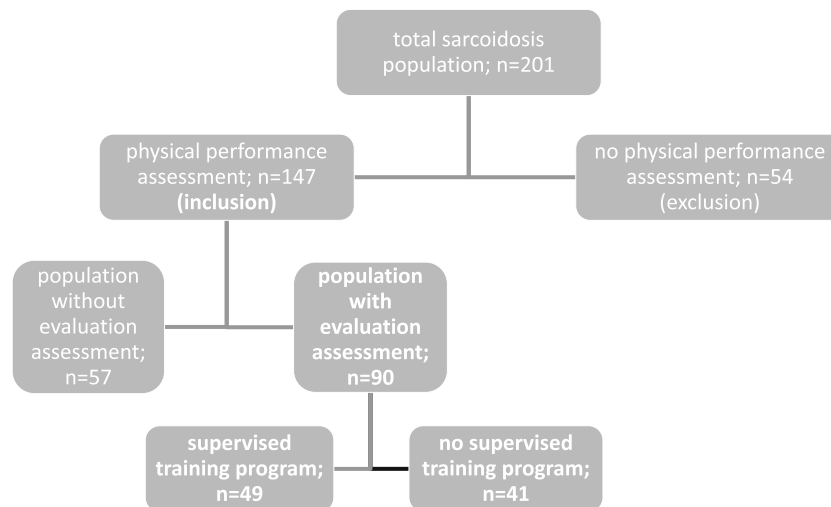 total sarcoidosis
population; n=201
physical performance
assessment; n=147
(inclusion)
no physical performance
assessment; n=54
(exclusion)
population
without
evaluation
assessment;
n=57
population
with
evaluation
assessment;
n=90
supervised
training program;
n=49
no supervised
training program;
n=41